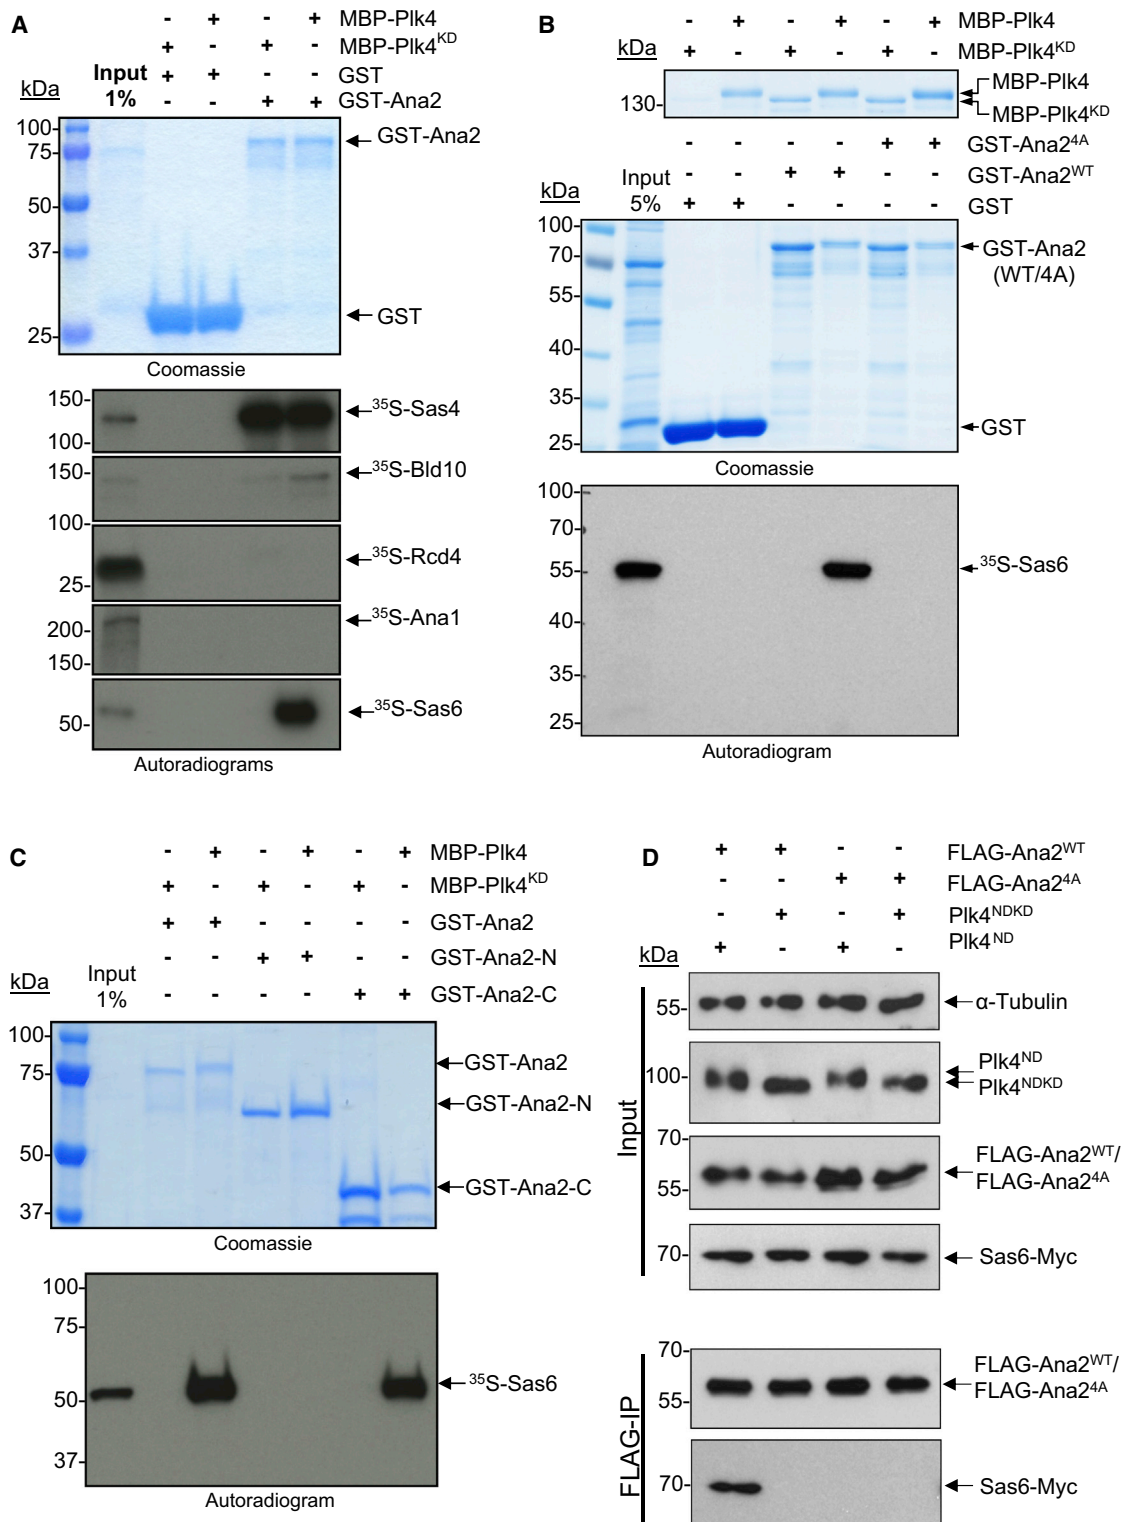 A
- + - + MBP-Plk4
+ - + - MBP-Plk4KD
Input + + - - GST
kDa 1% - - + + GST-Ana2
100-
75-
50-
37-
25-
GST-Ana2
GST
Coomassie
150-
100-
35S-Sas4
150-
35S-Bld10
100-
25-
35S-Rcd4
200-
150-
35S-Ana1
50-
35S-Sas6
Autoradiograms
B
- + - + - + MBP-Plk4
kDa + - + - + - MBP-Plk4KD
130-
MBP-Plk4
MBP-Plk4KD
- - - - + + GST-Ana24A
Input - - + + - - GST-Ana2WT
kDa 5% + + - - - - GST
100-
70-
55-
40-
35-
25-
GST-Ana2
(WT/4A)
GST
Coomassie
100-
70-
55-
40-
35-
25-
35S-Sas6
Autoradiogram
C
- + - + - + MBP-Plk4
+ - + - + - MBP-Plk4KD
+ + - - - - GST-Ana2
- - + + - - GST-Ana2-N
kDa Input 1% - - - - + + GST-Ana2-C
100-
75-
50-
37-
GST-Ana2
GST-Ana2-N
GST-Ana2-C
Coomassie
100-
75-
50-
37-
35S-Sas6
Autoradiogram
D
+ + - - FLAG-Ana2WT
- - + + FLAG-Ana24A
- + - + Plk4NDKD
+ - + - Plk4ND
kDa
Input
55-
α-Tubulin
100-
Plk4ND
Plk4NDKD
70-
55-
FLAG-Ana2WT/
FLAG-Ana24A
70-
Sas6-Myc
FLAG-IP
70-
55-
FLAG-Ana2WT/
FLAG-Ana24A
70-
Sas6-Myc